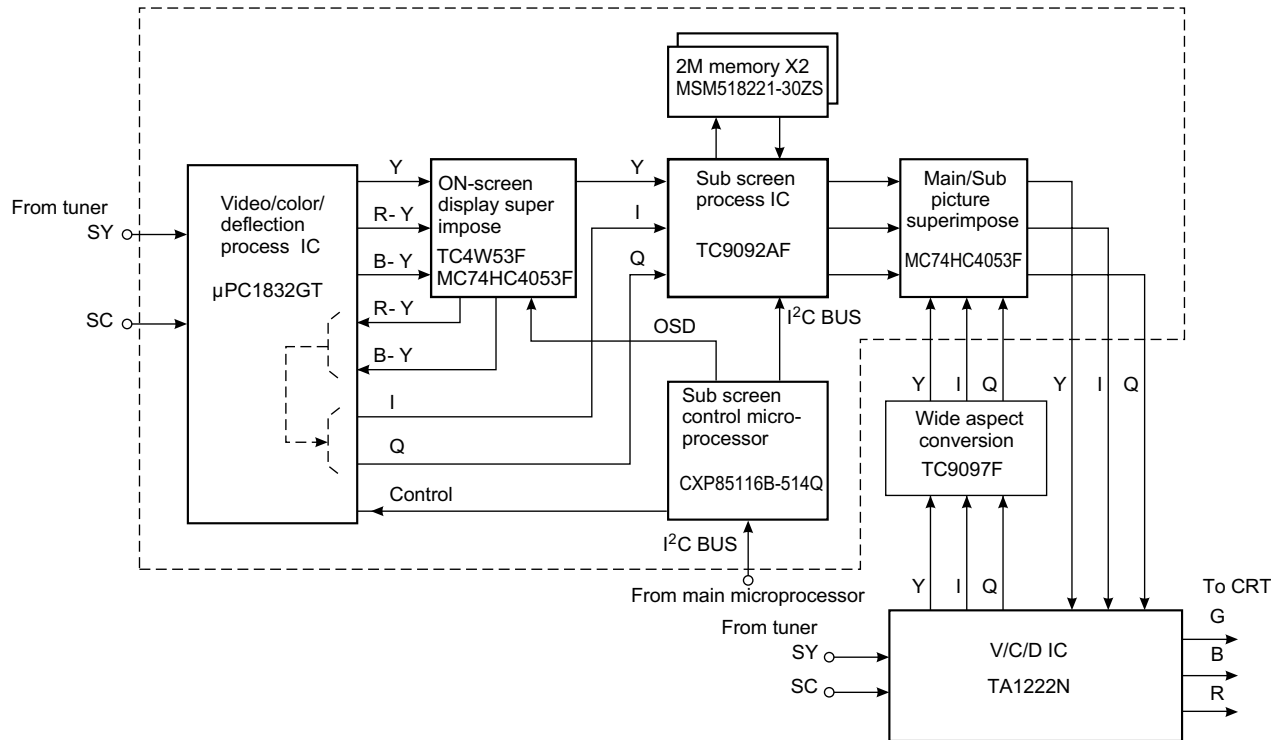 2M memory X2
MSM518221-30ZS
From tuner
SY
SC
Video/color/
deflection
process IC
µPC1832GT
Y
R- Y
B- Y
R- Y
B- Y
I
Q
Control
ON-screen
display super
impose
TC4W53F
MC74HC4053F
OSD
Y
I
Q
Sub screen
process IC
TC9092AF
I²C BUS
Main/Sub
picture
superimpose
MC74HC4053F
Sub screen
control micro-
processor
CXP85116B-514Q
I²C BUS
From main microprocessor
Y
I
Q
Y
I
Q
Wide aspect
conversion
TC9097F
Y
I
Q
From tuner
SY
SC
V/C/D IC
TA1222N
To CRT
G
B
R